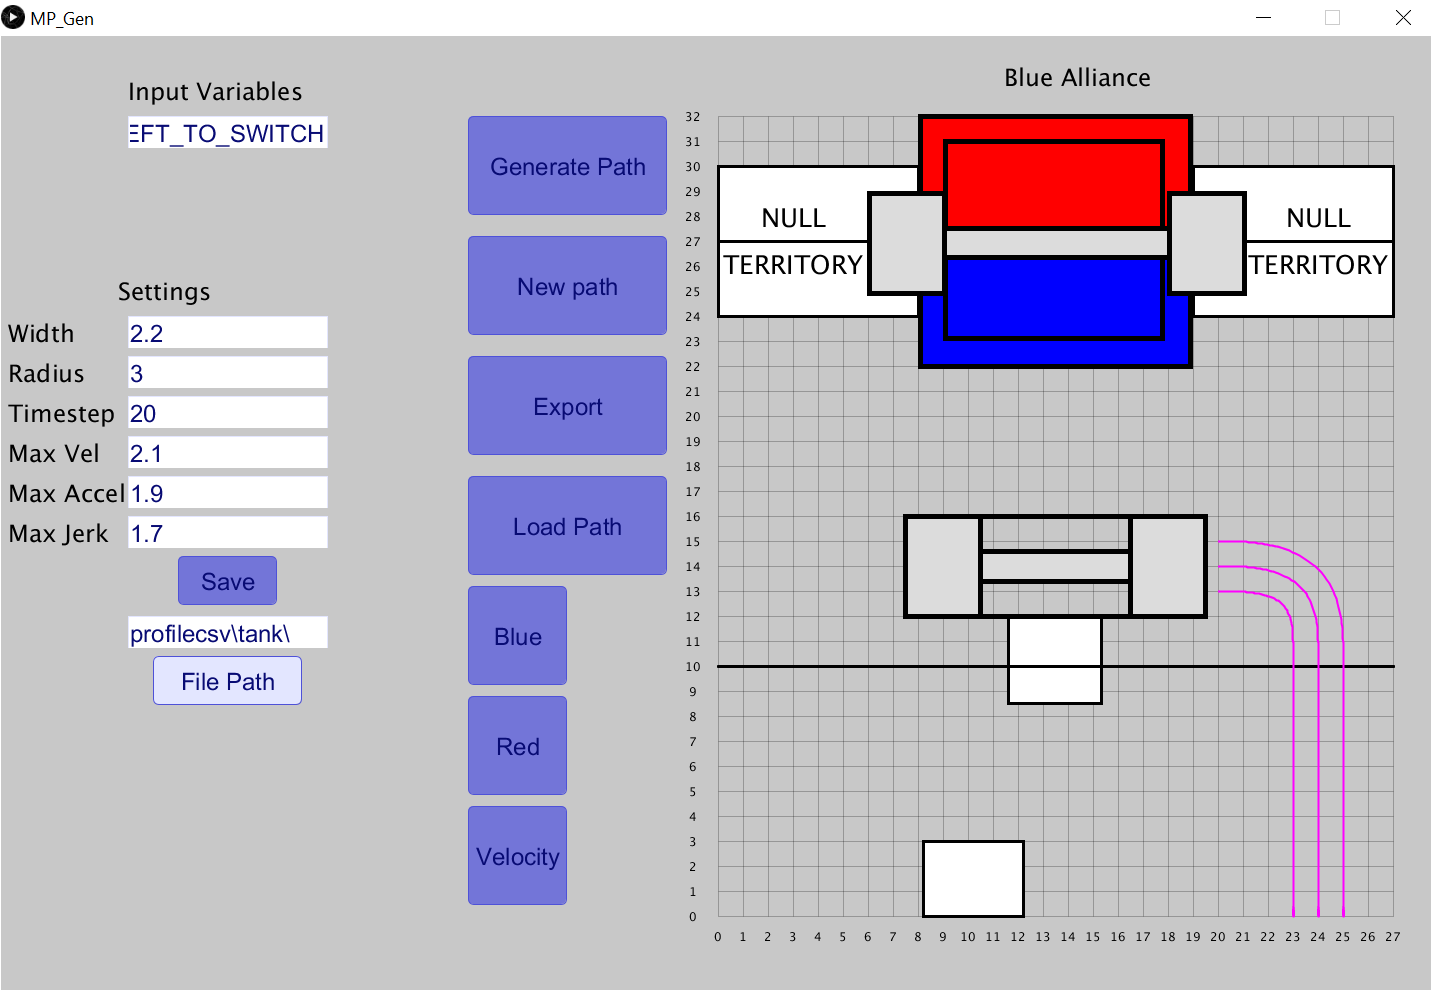 MP_Gen
Input Variables
EFT_TO_SWITCH
Settings
Width 2.2
Radius 3
Timestep 20
Max Vel 2.1
Max Accel 1.9
Max Jerk 1.7
Save
profilecsv\tank\
File Path
Generate Path
New path
Export
Load Path
Blue
Red
Velocity
Blue Alliance
32
31
30
29
28
27
26
25
24
23
22
21
20
19
18
17
16
15
14
13
12
11
10
9
8
7
6
5
4
3
2
1
0
NULL
TERRITORY
NULL
TERRITORY
0 1 2 3 4 5 6 7 8 9 10 11 12 13 14 15 16 17 18 19 20 21 22 23 24 25 26 27